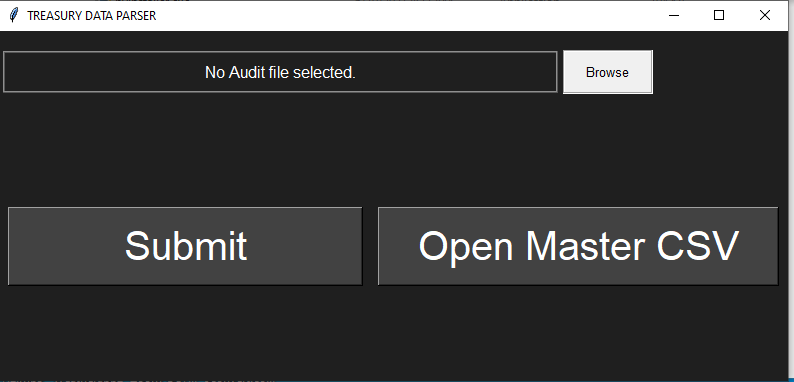 TREASURY DATA PARSER
No Audit file selected.
Browse
Submit
Open Master CSV